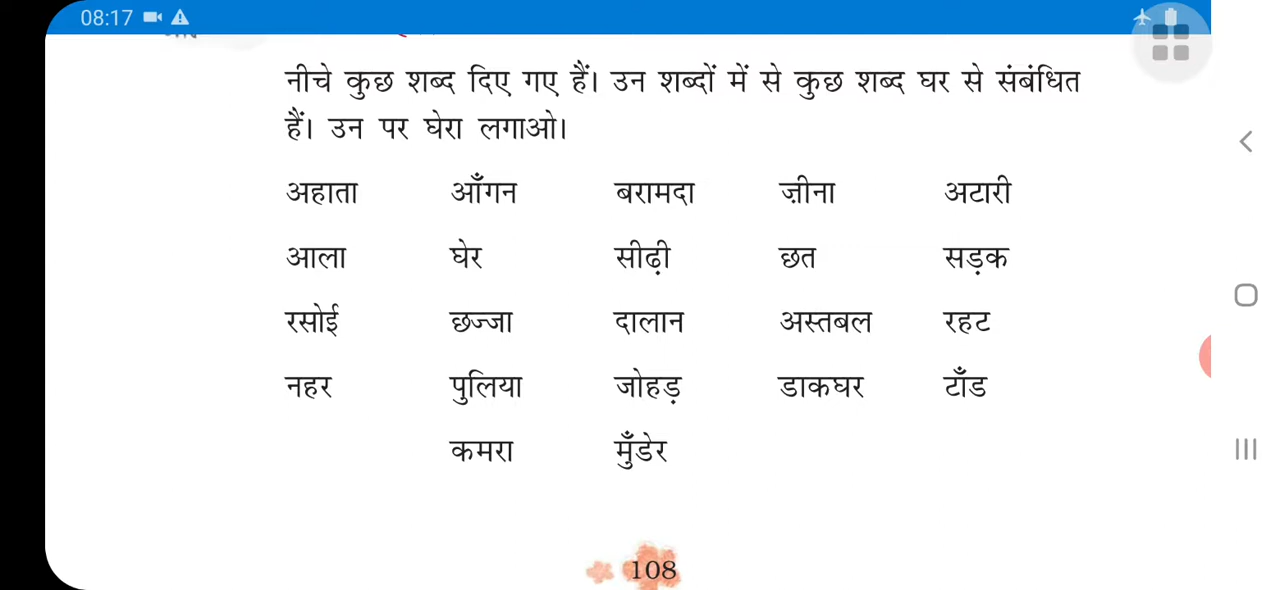 08:17
नीचे कुछ शब्द दिए गए हैं। उन शब्दों में से कुछ शब्द घर से संबंधित
हैं। उन पर घेरा लगाओ।
अहाता आँगन बरामदा ज़ीना अटारी
आला घेर सीढ़ी छत सड़क
रसोई छज्जा दालान अस्तबल रहट
नहर पुलिया जोहड़ डाकघर टाँड
कमरा मुँडेर
108